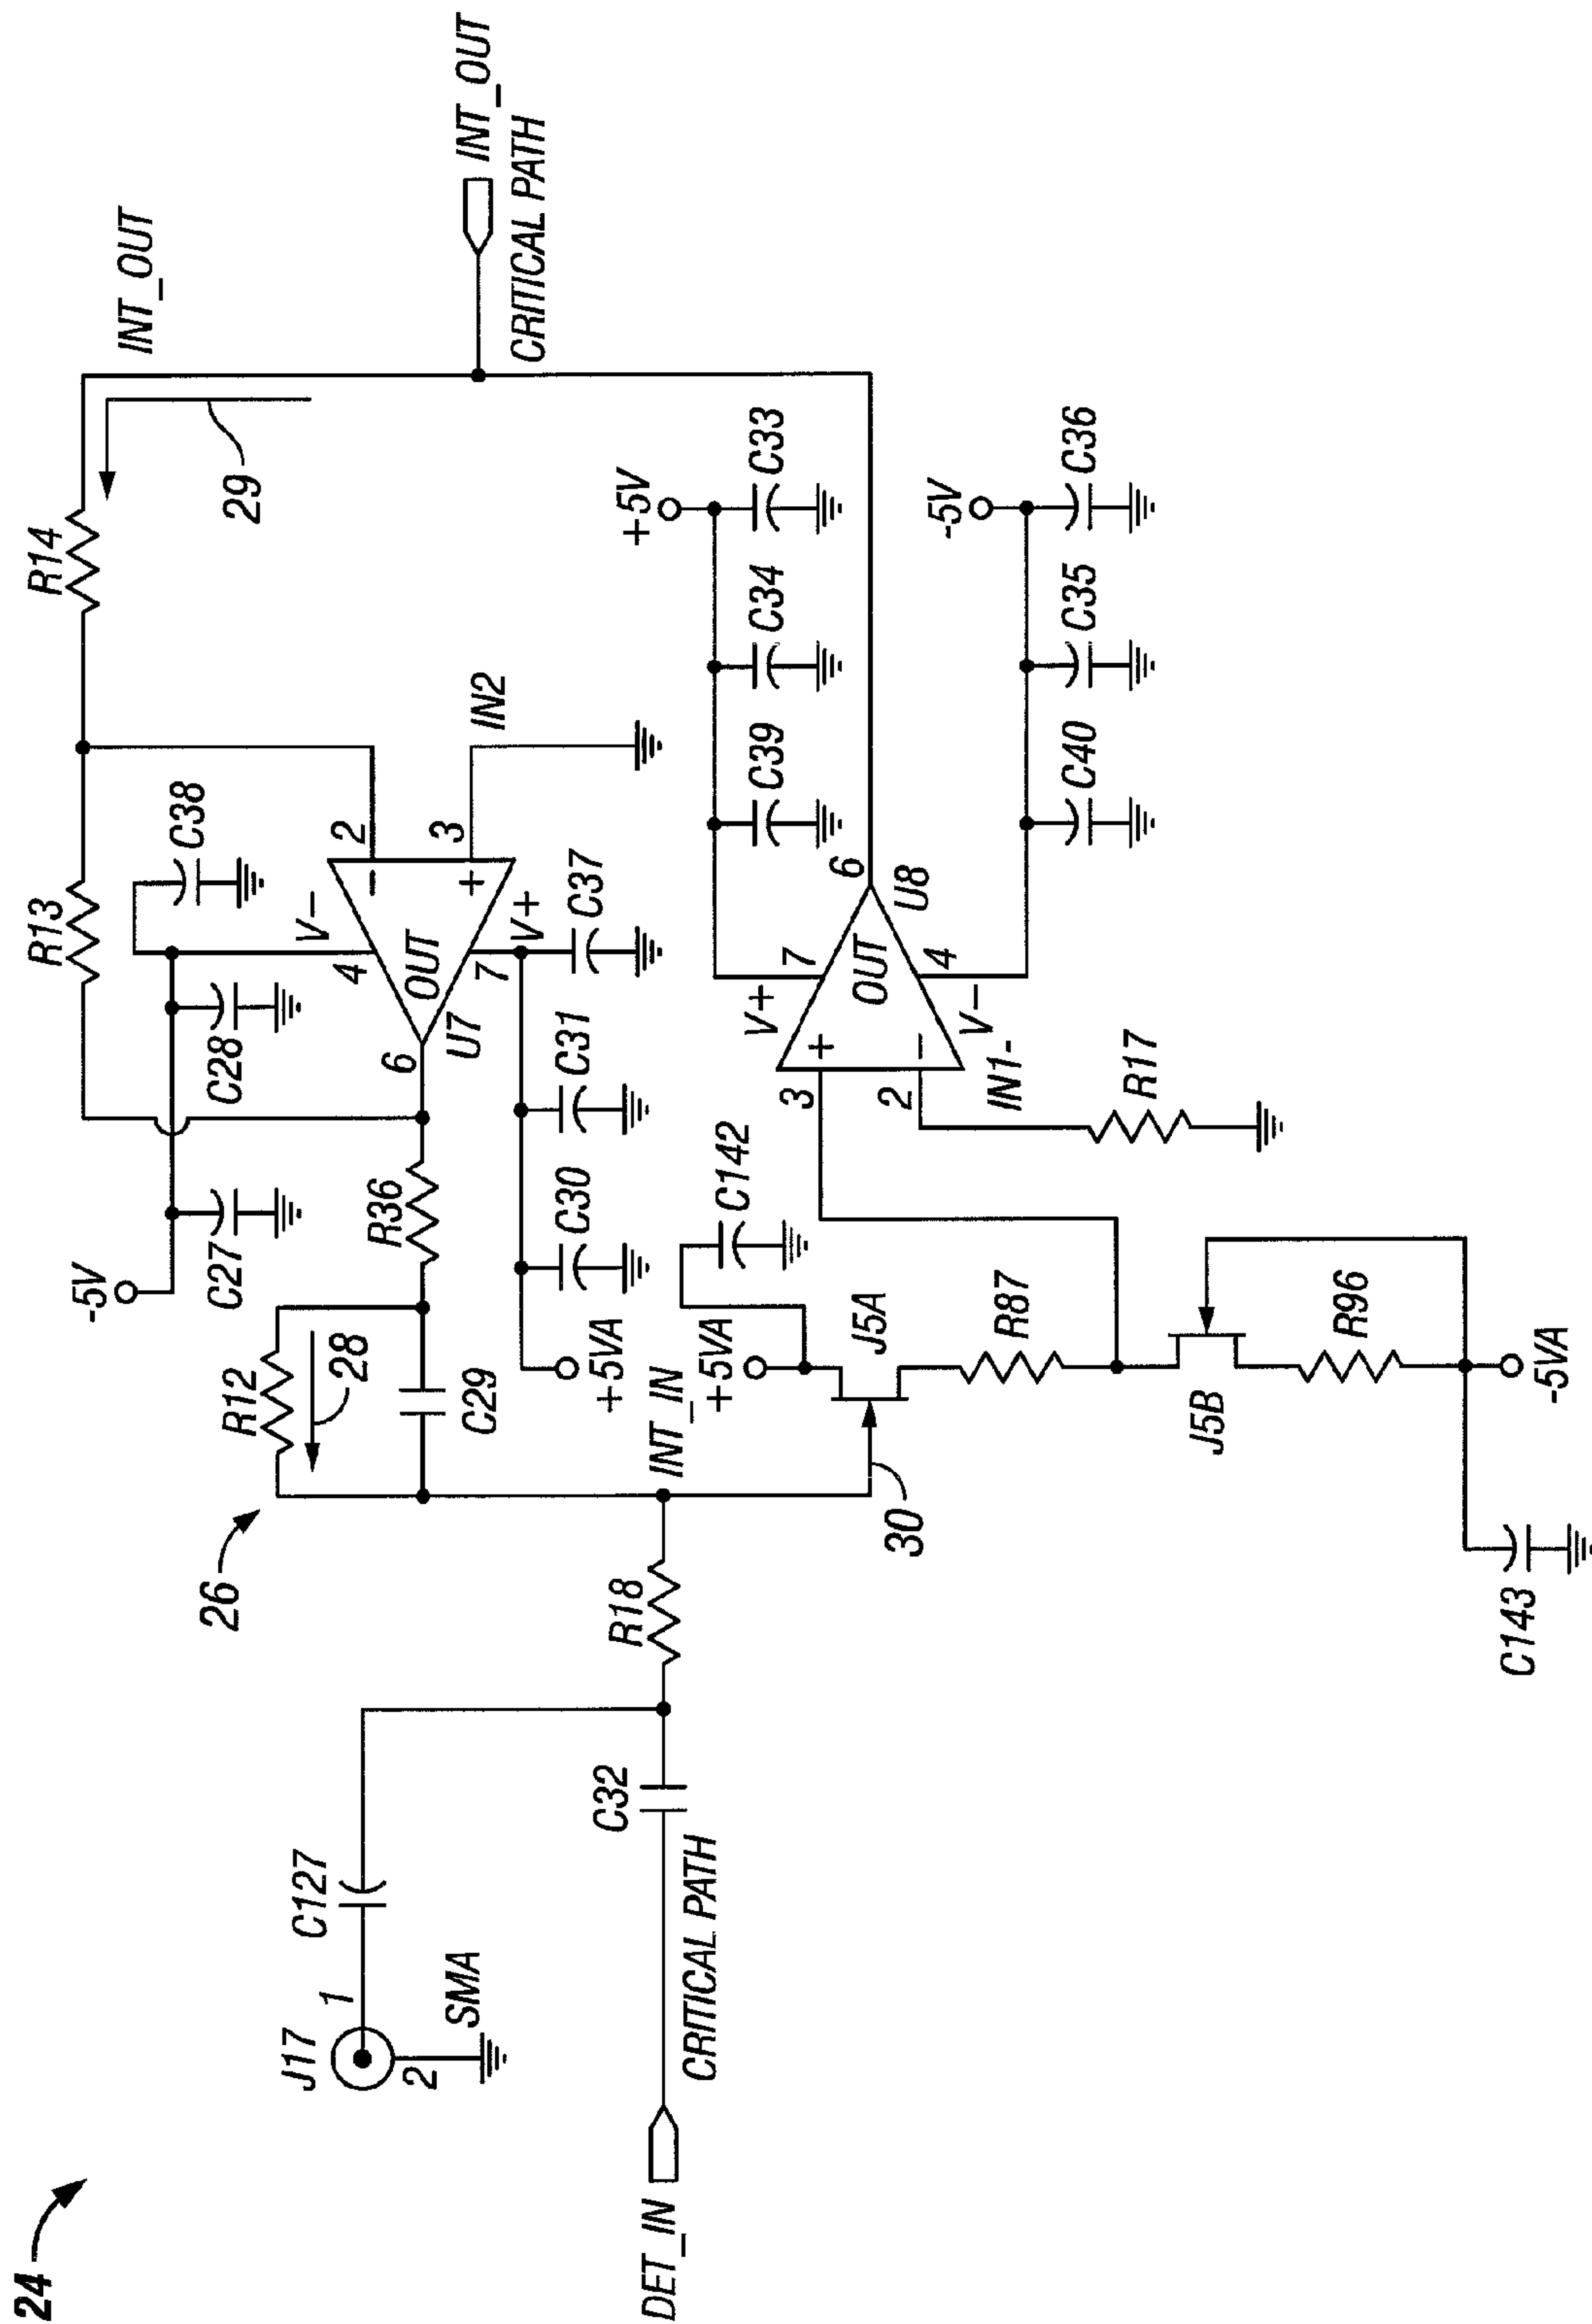 24
DET_IN
CRITICAL PATH
C32
J17
1
2
SMA
C127
R18
26
INT_IN
R12
28
C29
R36
-5V
C27
C28
C38
R13
R14
INT_OUT
29
INT_OUT
CRITICAL PATH
V-
4
2
-
OUT
+
3
IN2
6
U7
7
V+
C37
C31
C30
+5VA
30
+5VA
C142
J5A
R87
J5B
R96
-5VA
C143
3
+
2
-
IN1-
R17
V+
7
OUT
6
U8
4
V-
+5V
C39
C34
C33
-5V
C40
C35
C36